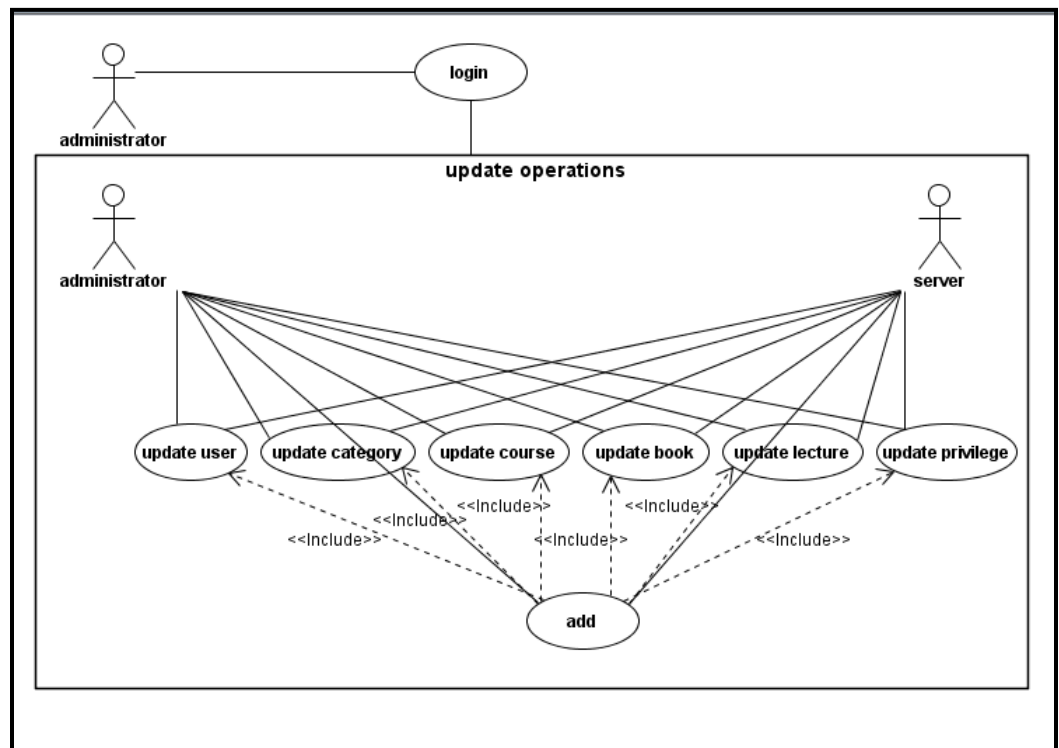 login
administrator
update operations
administrator
server
update user
update category
update course
update book
update lecture
update privilege
<<Include>>
<<Include>>
<<Include>>
<<Include>>
<<Include>>
<<Include>>
add